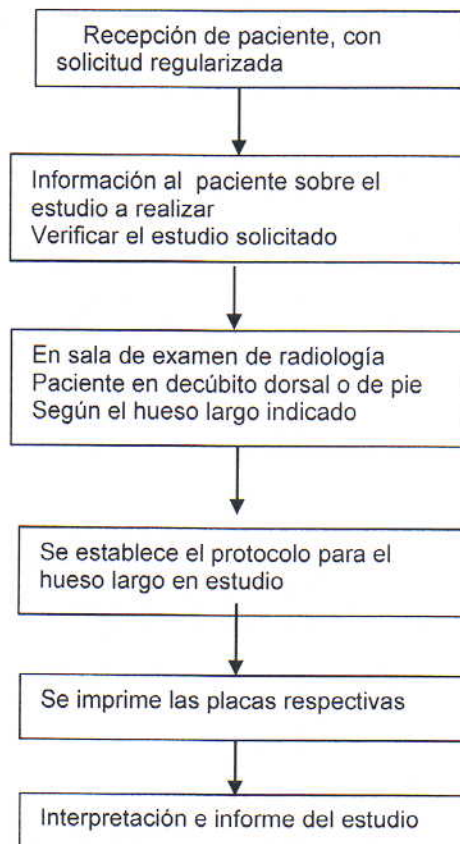 Recepción de paciente, con
solicitud regularizada
Información al paciente sobre el
estudio a realizar
Verificar el estudio solicitado
En sala de examen de radiología
Paciente en decúbito dorsal o de pie
Según el hueso largo indicado
Se establece el protocolo para el
hueso largo en estudio
Se imprime las placas respectivas
Interpretación e informe del estudio